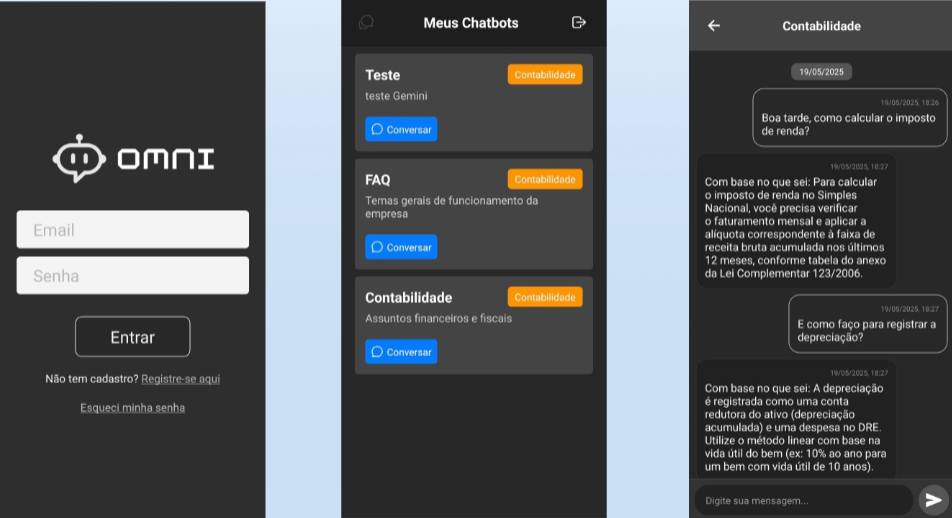 OMNI
Email
Senha
Entrar
Não tem cadastro? Registre-se aqui
Esqueci minha senha
Meus Chatbots
Teste
Contabilidade
teste Gemini
Conversar
FAQ
Contabilidade
Temas gerais de funcionamento da
empresa
Conversar
Contabilidade
Contabilidade
Assuntos financeiros e fiscais
Conversar
Contabilidade
19/05/2025
19/05/2025, 18:26
Boa tarde, como calcular o imposto
de renda?
19/05/2025, 18:27
Com base no que sei: Para calcular
o imposto de renda no Simples
Nacional, você precisa verificar
o faturamento mensal e aplicar a
alíquota correspondente à faixa de
receita bruta acumulada nos últimos
12 meses, conforme tabela do anexo
da Lei Complementar 123/2006.
19/05/2025, 18:27
E como faço para registrar a
depreciação?
19/05/2025, 18:27
Com base no que sei: A depreciação
é registrada como uma conta
redutora do ativo (depreciação
acumulada) e uma despesa no DRE.
Utilize o método linear com base na
vida útil do bem (ex: 10% ao ano para
um bem com vida útil de 10 anos).
Digite sua mensagem...